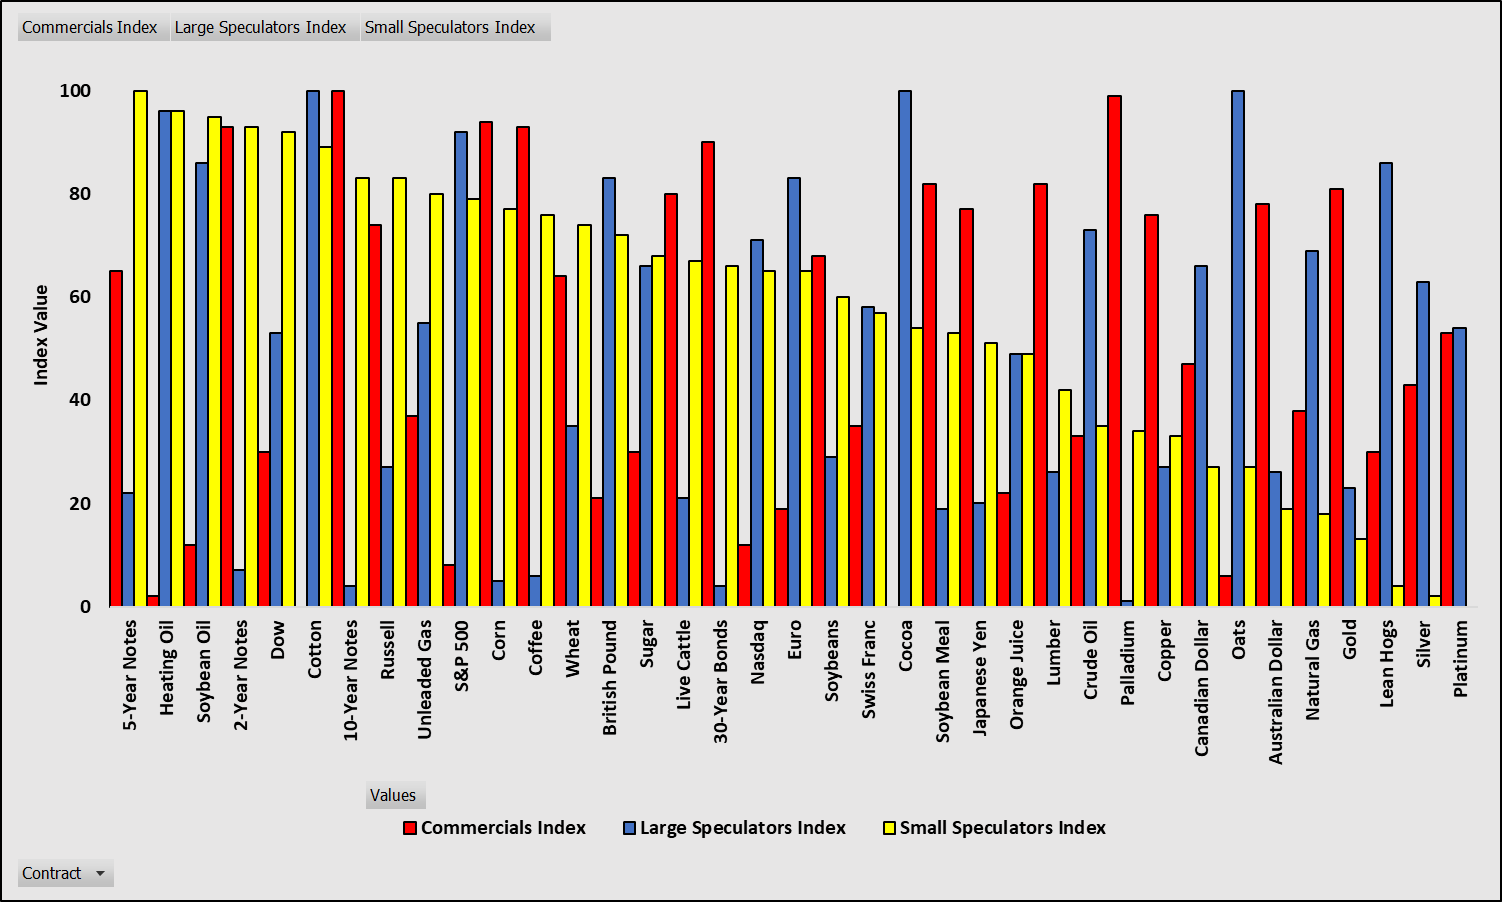 Commercials Index Large Speculators Index Small Speculators Index
100
80
60
40
20
0
Index Value
5-Year Notes
Heating Oil
Soybean Oil
2-Year Notes
Dow
Cotton
10-Year Notes
Russell
Unleaded Gas
S&P 500
Corn
Coffee
Wheat
British Pound
Sugar
Live Cattle
30-Year Bonds
Nasdaq
Euro
Soybeans
Swiss Franc
Cocoa
Soybean Meal
Japanese Yen
Orange Juice
Lumber
Crude Oil
Palladium
Copper
Canadian Dollar
Oats
Australian Dollar
Natural Gas
Gold
Lean Hogs
Silver
Platinum
Values
Commercials Index Large Speculators Index Small Speculators Index
Contract